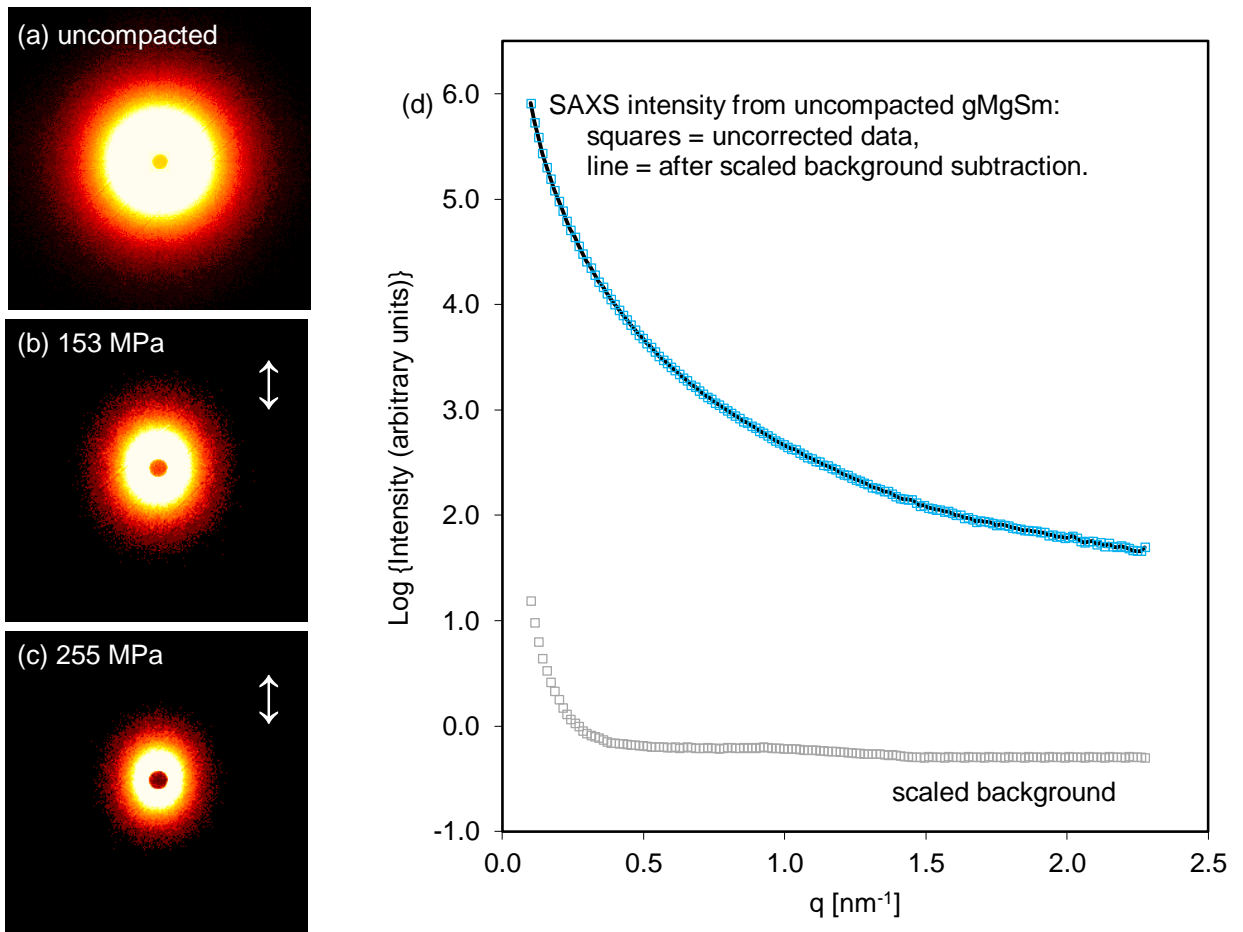 (a) uncompacted
(b) 153 MPa
(c) 255 MPa
(d)
SAXS intensity from uncompacted gMgSm:
squares = uncorrected data,
line = after scaled background subtraction.
scaled background
Log {Intensity (arbitrary units)}
6.0
5.0
4.0
3.0
2.0
1.0
0.0
-1.0
0.0
0.5
1.0
1.5
2.0
2.5
q [nm⁻¹]